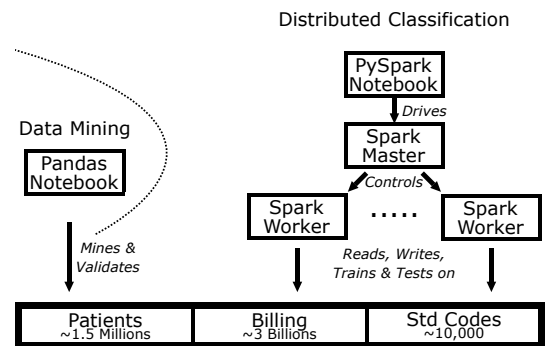 Distributed Classification
PySpark
Notebook
Drives
Data Mining
Spark
Master
Pandas
Notebook
Controls
Spark
Worker
.....
Spark
Worker
Mines &
Validates
Reads, Writes,
Trains & Tests on
Patients
~1.5 Millions
Billing
~3 Billions
Std Codes
~10,000